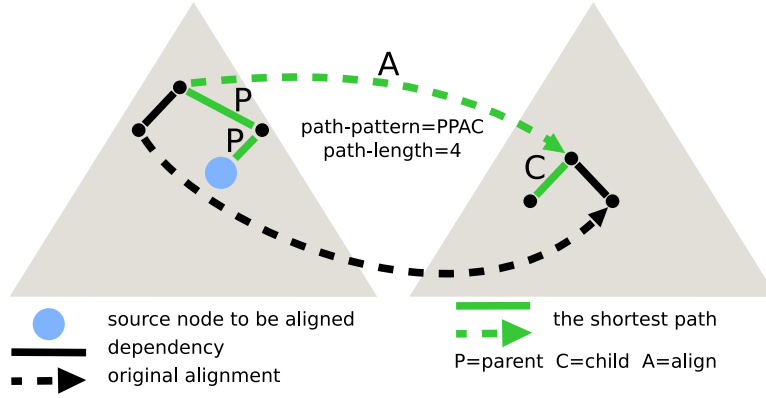 A
P
P
path-pattern=PPAC
path-length=4
C
source node to be aligned
dependency
original alignment
the shortest path
P=parent C=child A=align